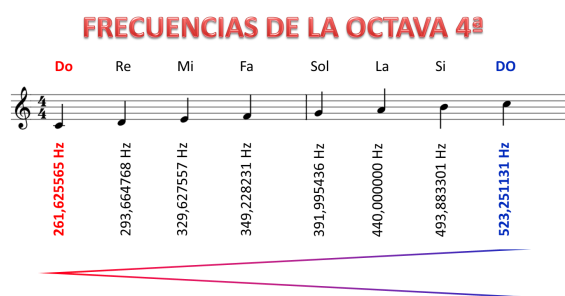 FRECUENCIAS DE LA OCTAVA 4ª
Do Re Mi Fa Sol La Si DO
4
4
261,625565 Hz
293,664768 Hz
329,627557 Hz
349,228231 Hz
391,995436 Hz
440,000000 Hz
493,883301 Hz
523,251131 Hz